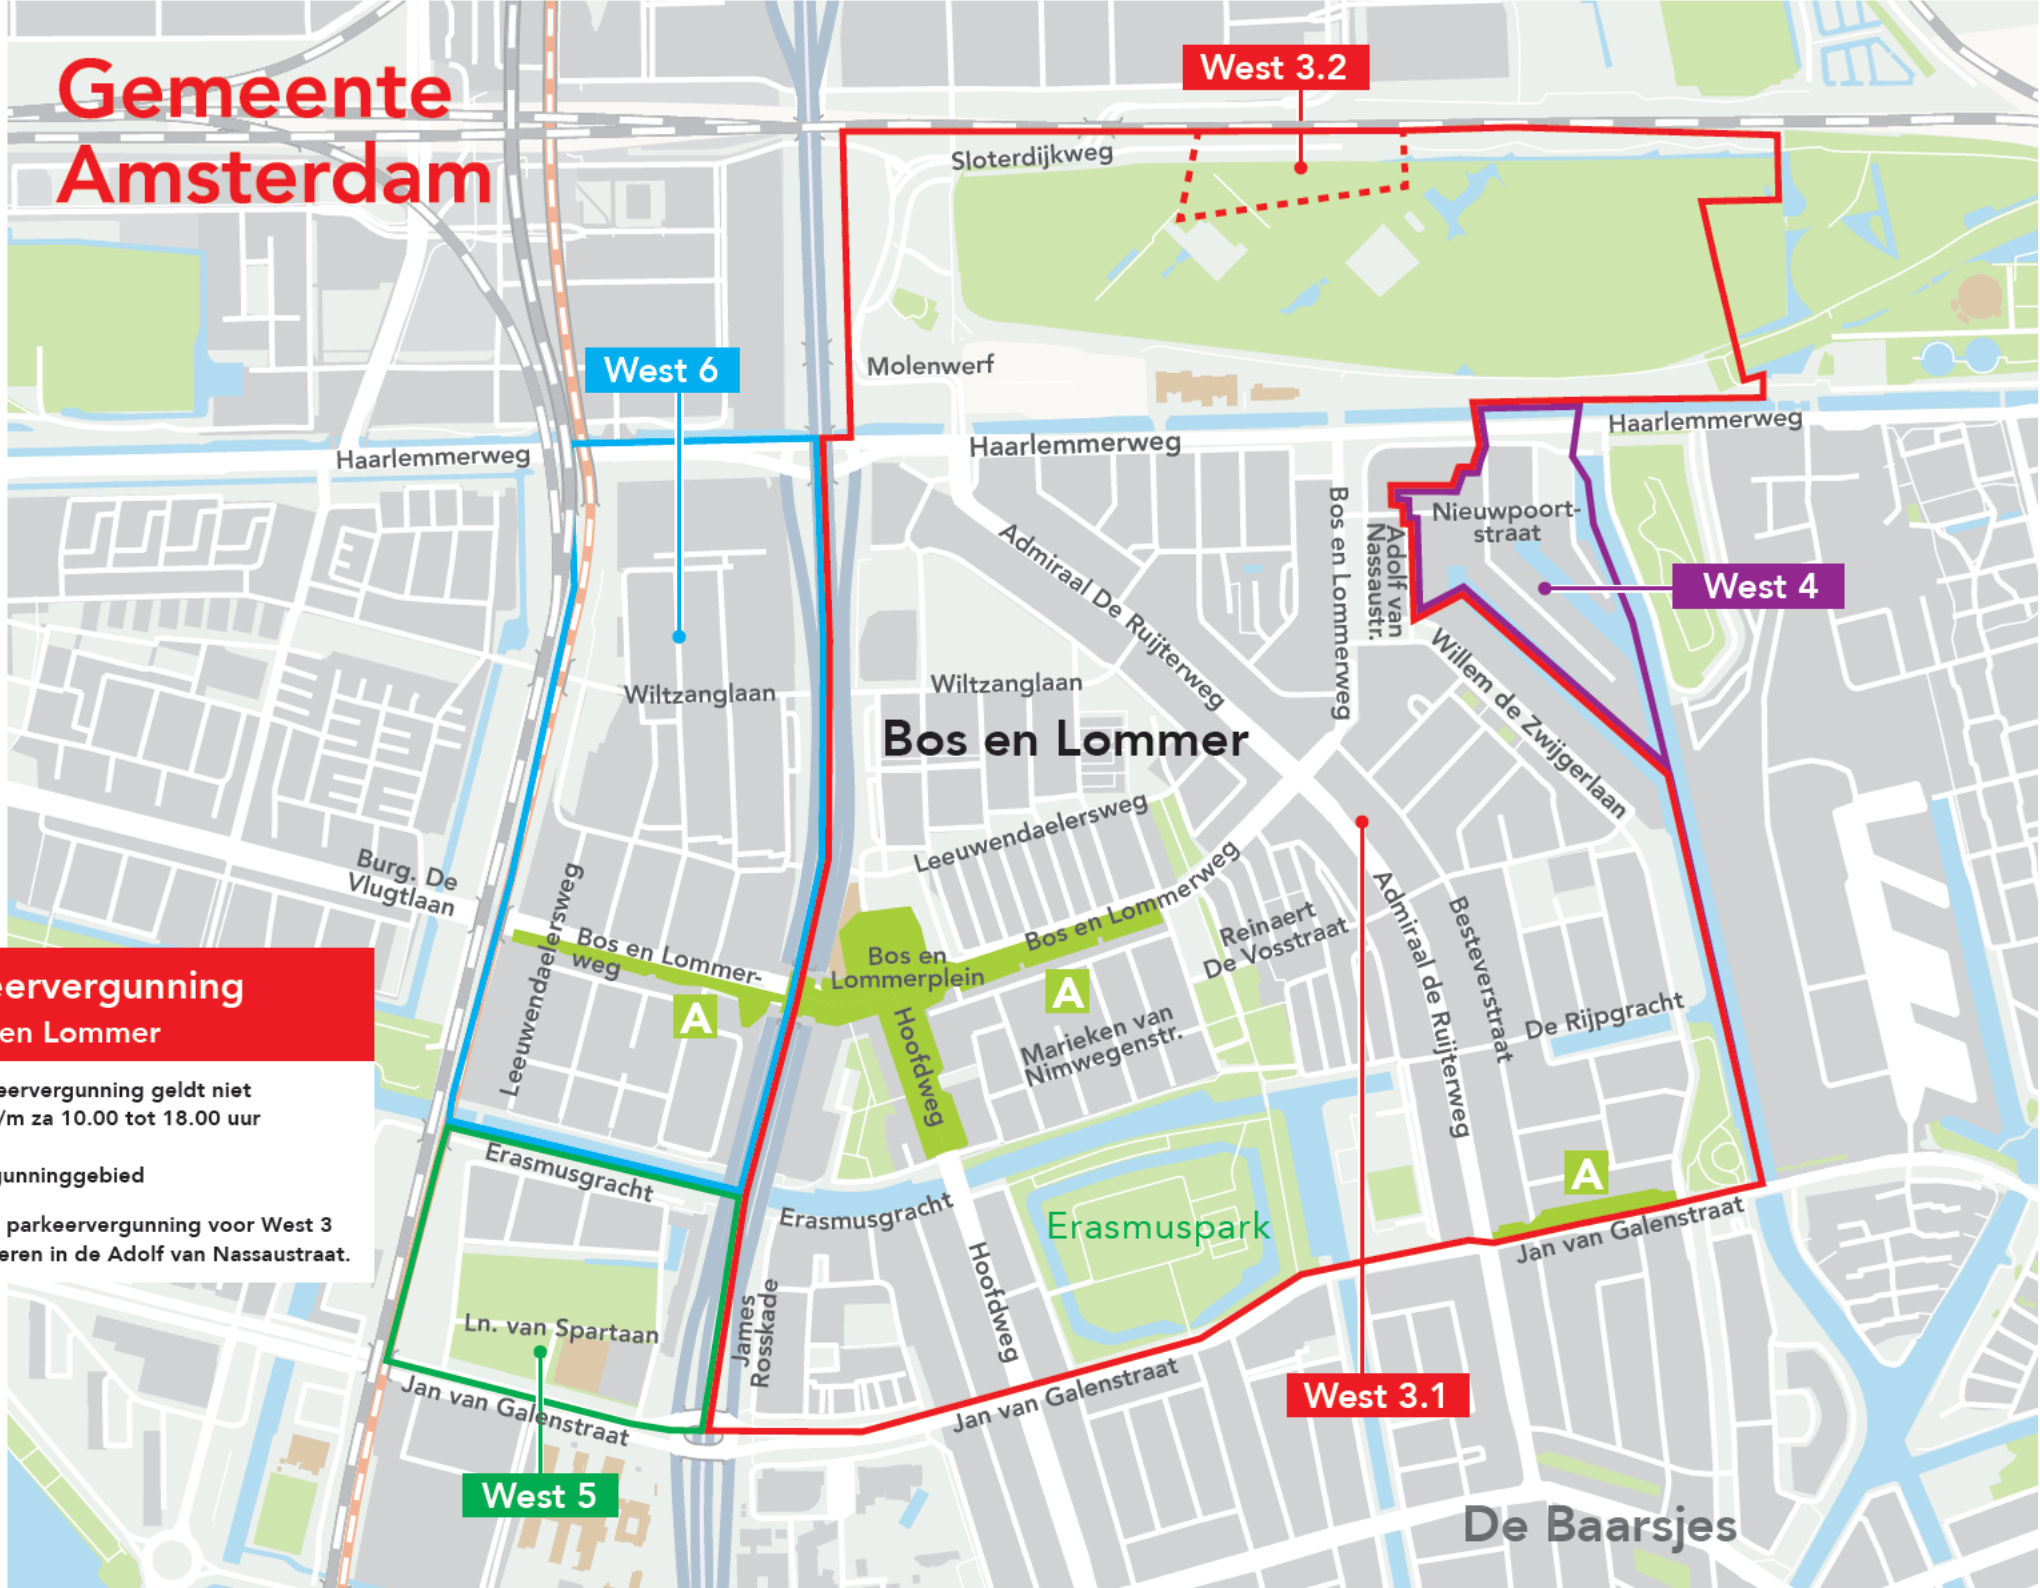 Gemeente
Amsterdam
West 3.2
Sloterdijkweg
West 6
Molenwerf
Haarlemmerweg
Haarlemmerweg
Haarlemmerweg
Bos en Lommerweg
Adolf van
Nassaustr.
Nieuwpoort-
straat
West 4
Admiraal De Ruijterweg
Willem de Zwijgerlaan
Wiltzanglaan
Wiltzanglaan
Bos en Lommer
Leeuwendaelersweg
Burg. De
Vlugtlaan
Leeuwendaelersweg
Bos en Lommer-
weg
A
Bos en
Lommerplein
Bos en Lommerweg
A
Reinaert
De Vosstraat
Admiraal de Ruijterweg
Besteverstraat
De Rijpgracht
Hoofdweg
Marieken van
Nimwegenstr.
eervergunning
en Lommer
eervergunning geldt niet
/m za 10.00 tot 18.00 uur
gunninggebied
parkeervergunning voor West 3
eren in de Adolf van Nassaustraat.
Erasmusgracht
Erasmusgracht
Erasmuspark
A
Jan van Galenstraat
Hoofdweg
James
Rosskade
Ln. van Spartaan
Jan van Galenstraat
Jan van Galenstraat
West 3.1
West 5
De Baarsjes